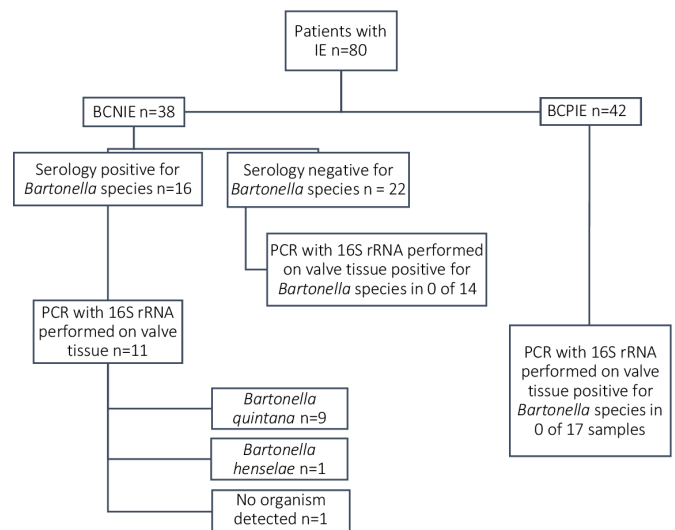 Patients with
IE n=80
BCNIE n=38
BCPIE n=42
Serology positive for
Bartonella species n=16
Serology negative for
Bartonella species n = 22
PCR with 16S rRNA performed
on valve tissue positive for
Bartonella species in 0 of 14
PCR with 16S rRNA
performed on valve
tissue n=11
PCR with 16S rRNA
performed on valve
tissue positive for
Bartonella species in
0 of 17 samples
Bartonella
quintana n=9
Bartonella
henselae n=1
No organism
detected n=1